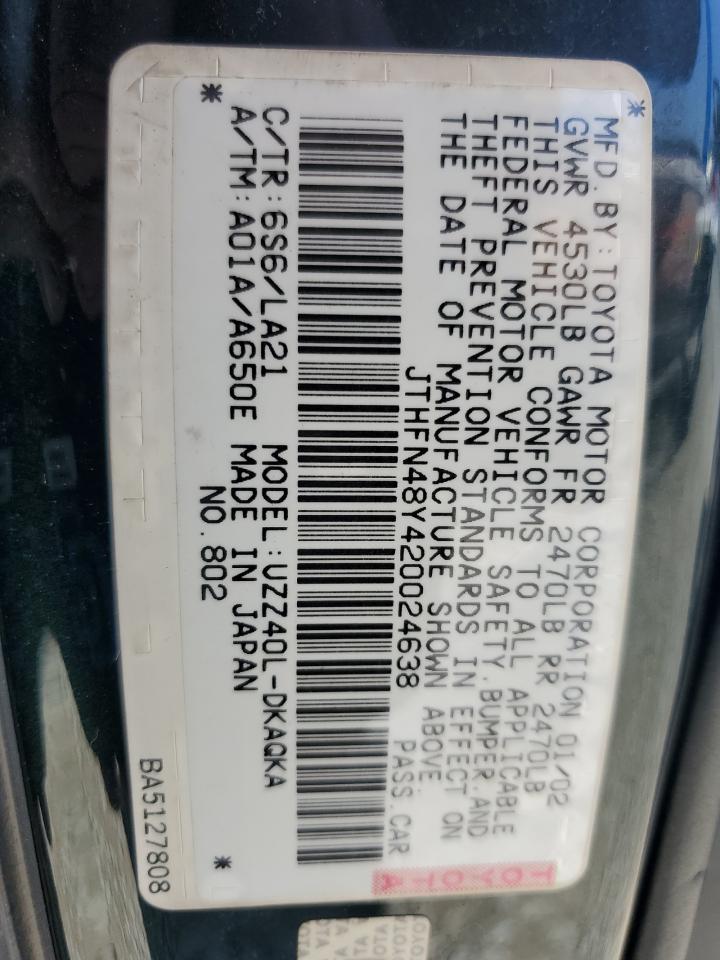 MFD. BY: TOYOTA MOTOR CORPORATION 01/02
GVWR 4530LB GAWR FR 2470LB RR 2470LB
THIS VEHICLE CONFORMS TO ALL APPLICABLE
FEDERAL MOTOR VEHICLE SAFETY, BUMPER, AND
THEFT PREVENTION STANDARDS IN EFFECT ON
THE DATE OF MANUFACTURE SHOWN ABOVE.
JTHFN48Y420024638 PASS. CAR
TOYOTA
C/TR: 6S6/LA21 MODEL: UZZ40L-DKAQKA
A/TM: A01A/A650E MADE IN JAPAN
NO. 802
BA5127808